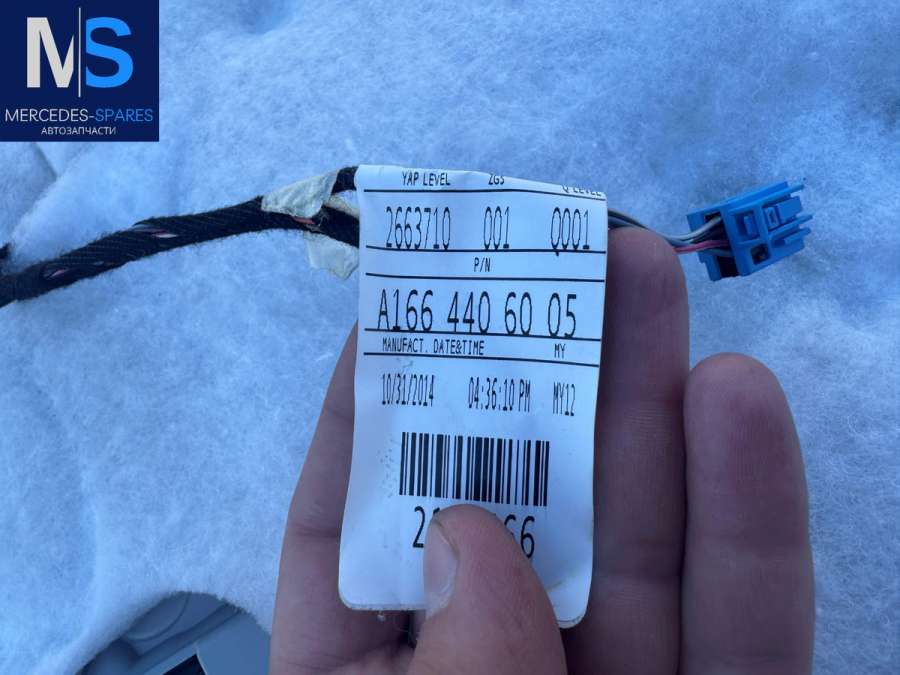 MS
MERCEDES-SPARES
АВТОЗАПЧАСТИ
YAP LEVEL ZGS Q LEVEL
2663710 001 Q001
P/N
A166 440 60 05
MANUFACT. DATE&TIME MY
10/31/2014 04:36:10 PM MY12